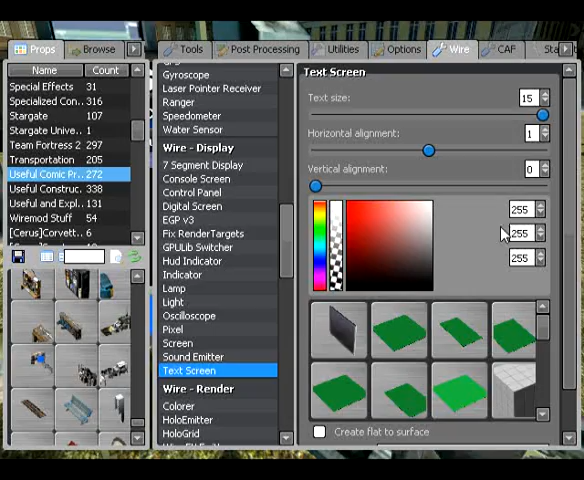 Props
Browse
Tools
Post Processing
Utilities
Options
Wire
CAF
Name
Count
Special Effects 31
Specialized Con... 316
Stargate 107
Stargate Unive... 1
Team Fortress 2 297
Transportation 205
Useful Comic Pr... 272
Useful Construc... 338
Useful and Expl... 131
Wiremod Stuff 54
[Cerus]Corvett... 6
Gyroscope
Laser Pointer Receiver
Ranger
Speedometer
Water Sensor
Wire - Display
7 Segment Display
Console Screen
Control Panel
Digital Screen
EGP v3
Fix RenderTargets
GPULib Switcher
Hud Indicator
Indicator
Lamp
Light
Oscilloscope
Pixel
Screen
Sound Emitter
Text Screen
Wire - Render
Colorer
HoloEmitter
HoloGrid
Text Screen
Text size: 15
Horizontal alignment: 1
Vertical alignment: 0
255
255
255
Create flat to surface